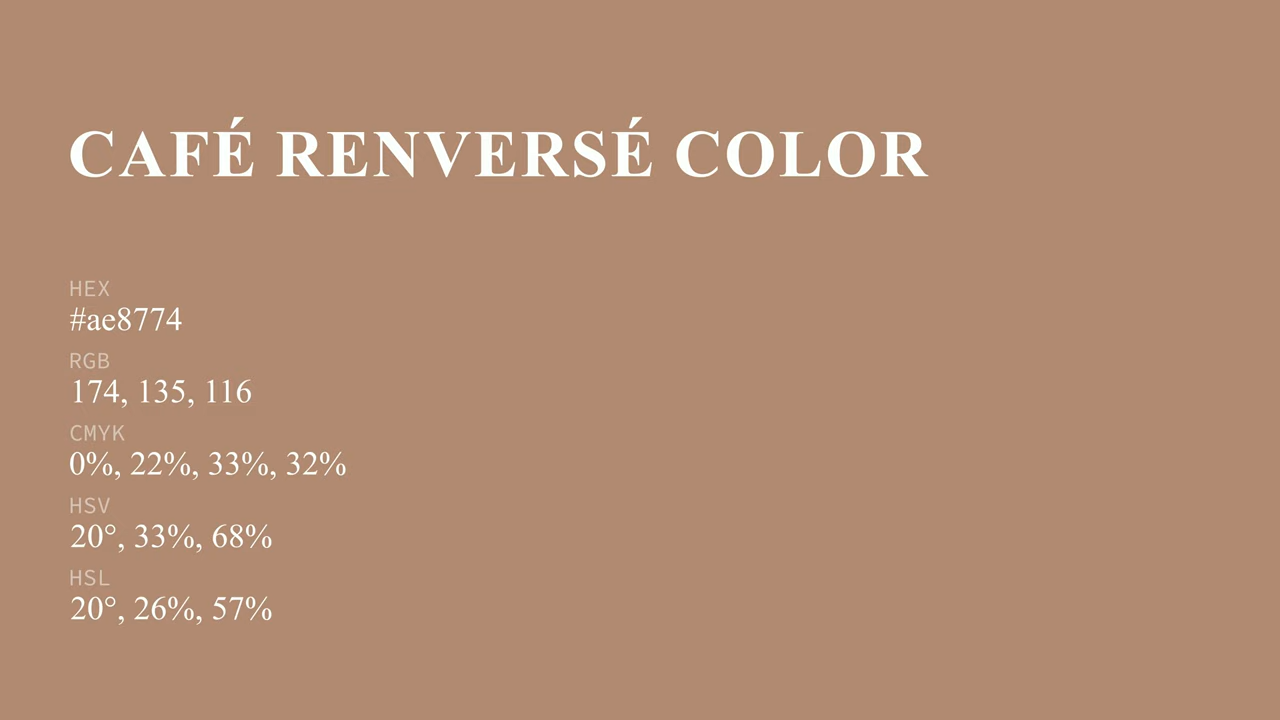 CAFÉ RENVERSÉ COLOR
HEX
#ae8774
RGB
174, 135, 116
CMYK
0%, 22%, 33%, 32%
HSV
20°, 33%, 68%
HSL
20°, 26%, 57%